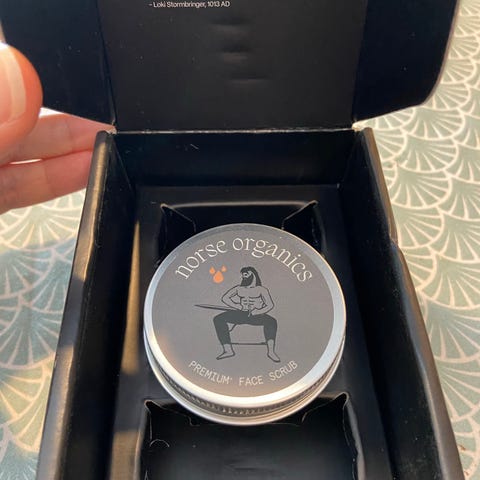 - Loki Stormbringer, 1013 AD
norse organics
PREMIUM* FACE SCRUB